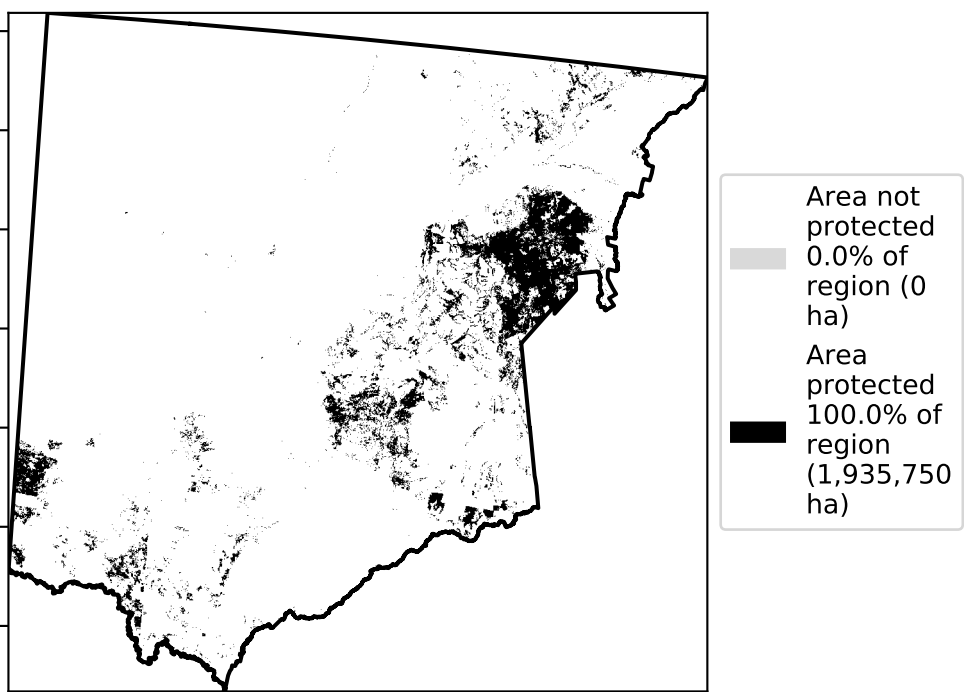 Area not
protected
0.0% of
region (0
ha)
Area
protected
100.0% of
region
(1,935,750
ha)